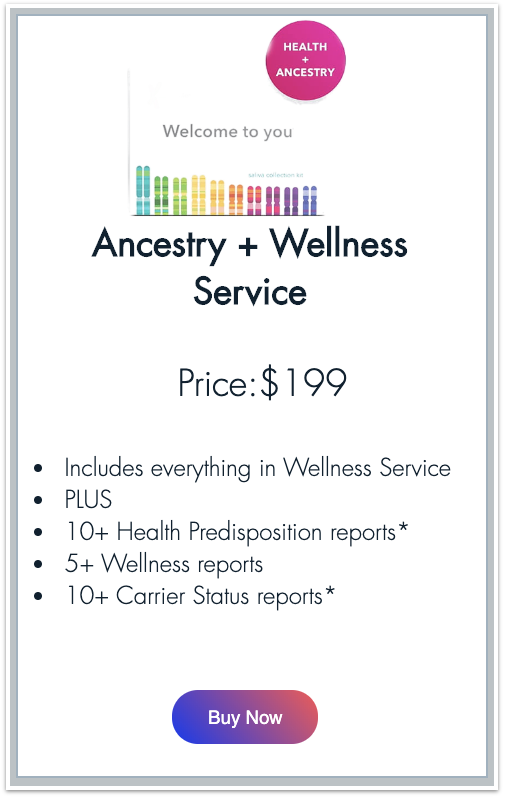 HEALTH
+
ANCESTRY
Welcome to you
saliva collection kit
Ancestry + Wellness
Service
Price:$199
• Includes everything in Wellness Service
• PLUS
• 10+ Health Predisposition reports*
• 5+ Wellness reports
• 10+ Carrier Status reports*
Buy Now